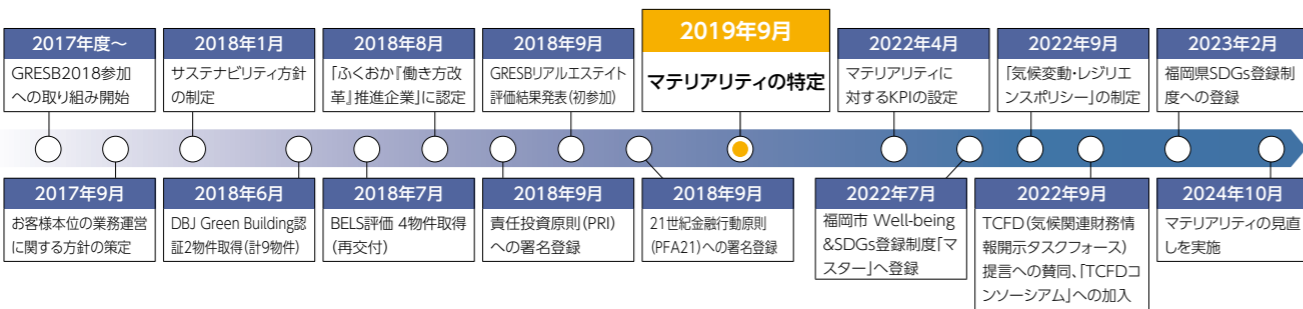 2017年度～
GRESB2018参加
への取り組み開始
2018年1月
サステナビリティ方針
の制定
2018年8月
「ふくおか『働き方改
革』推進企業」に認定
2018年9月
GRESBリアルエステイト
評価結果発表(初参加)
2019年9月
マテリアリティの特定
2022年4月
マテリアリティに
対するKPIの設定
2022年9月
「気候変動・レジリエ
ンスポリシー」の制定
2023年2月
福岡県SDGs登録制
度への登録
2017年9月
お客様本位の業務運営
に関する方針の策定
2018年6月
DBJ Green Building認
証2物件取得(計9物件)
2018年7月
BELS評価 4物件取得
(再交付)
2018年9月
責任投資原則(PRI)
への署名登録
2018年9月
21世紀金融行動原則
(PFA21)への署名登録
2022年7月
福岡市 Well-being
&SDGs登録制度「マ
スター」へ登録
2022年9月
TCFD(気候関連財務情
報開示タスクフォース)
提言への賛同、「TCFDコ
ンソーシアム」への加入
2024年10月
マテリアリティの見直
しを実施